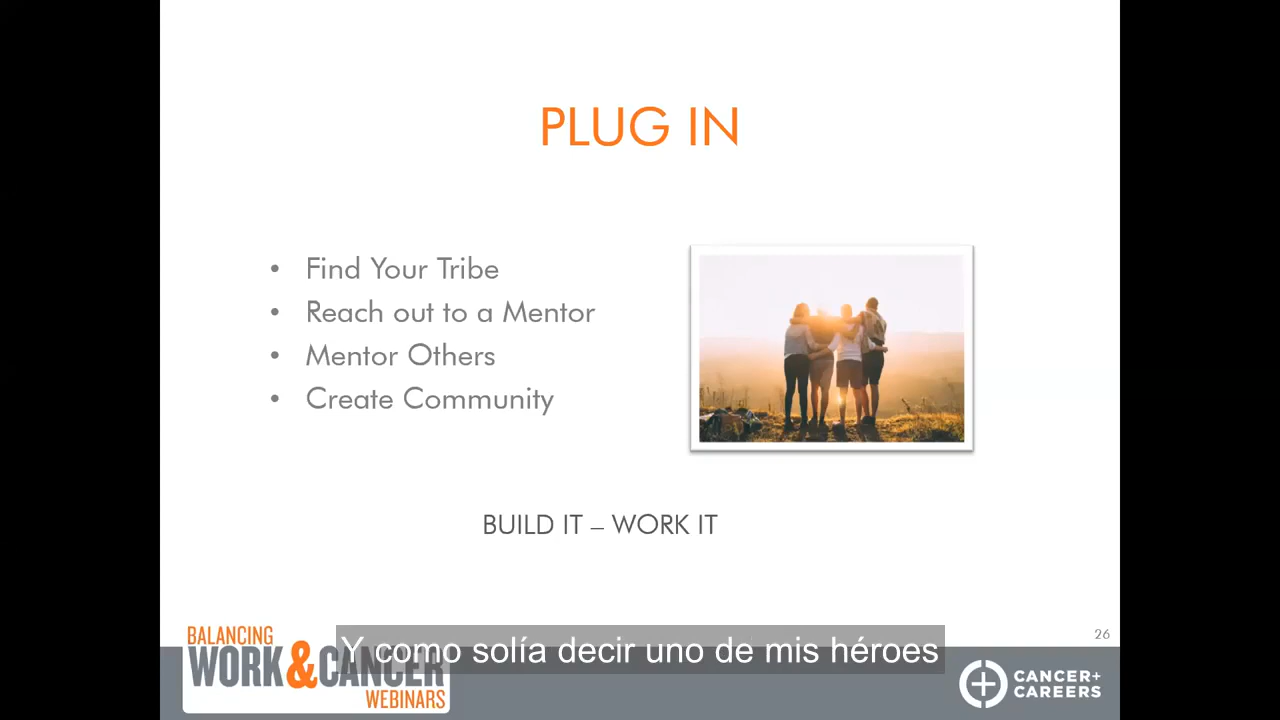 PLUG IN
• Find Your Tribe
• Reach out to a Mentor
• Mentor Others
• Create Community
BUILD IT – WORK IT
26
BALANCING
WORK&CANCER
WEBINARS
Y como solía decir uno de mis héroes
CANCER+
CAREERS